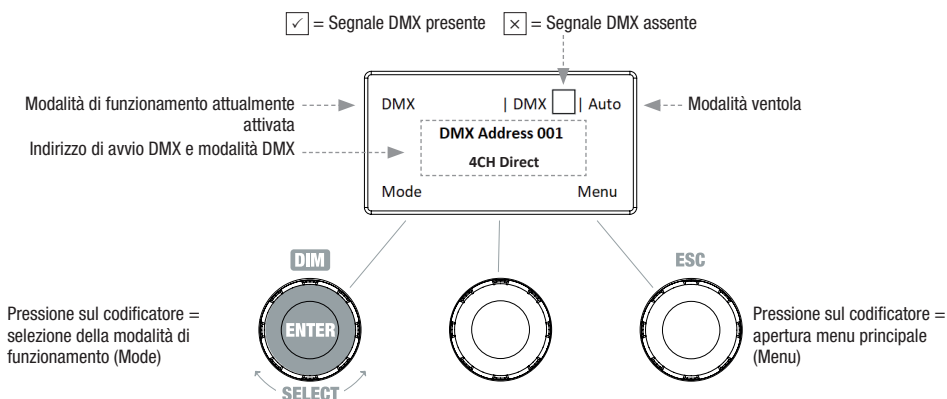 ✓ = Segnale DMX presente × = Segnale DMX assente
Modalità di funzionamento attualmente
attivata
Indirizzo di avvio DMX e modalità DMX
DMX | DMX | Auto
Modalità ventola
DMX Address 001
4CH Direct
Mode Menu
DIM
ESC
Pressione sul codificatore =
selezione della modalità di
funzionamento (Mode)
ENTER
SELECT
Pressione sul codificatore =
apertura menu principale
(Menu)